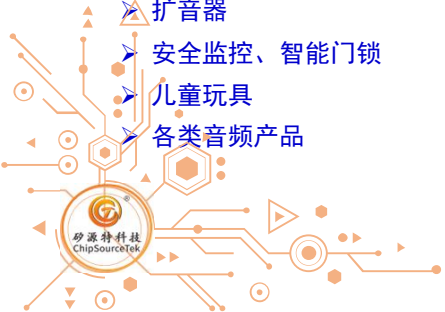 扩音器
安全监控、智能门锁
儿童玩具
各类音频产品
®
矽源特科技
ChipSourceTek